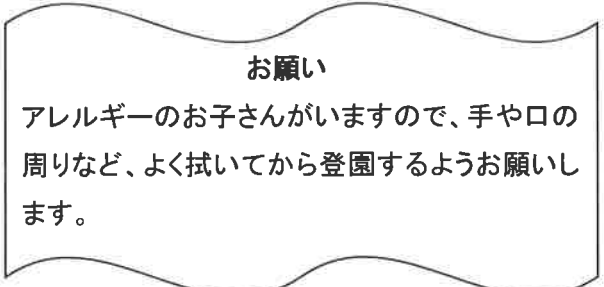 お願い
アレルギーのお子さんがいますので、手や口の
周りなど、よく拭いてから登園するようお願いし
ます。